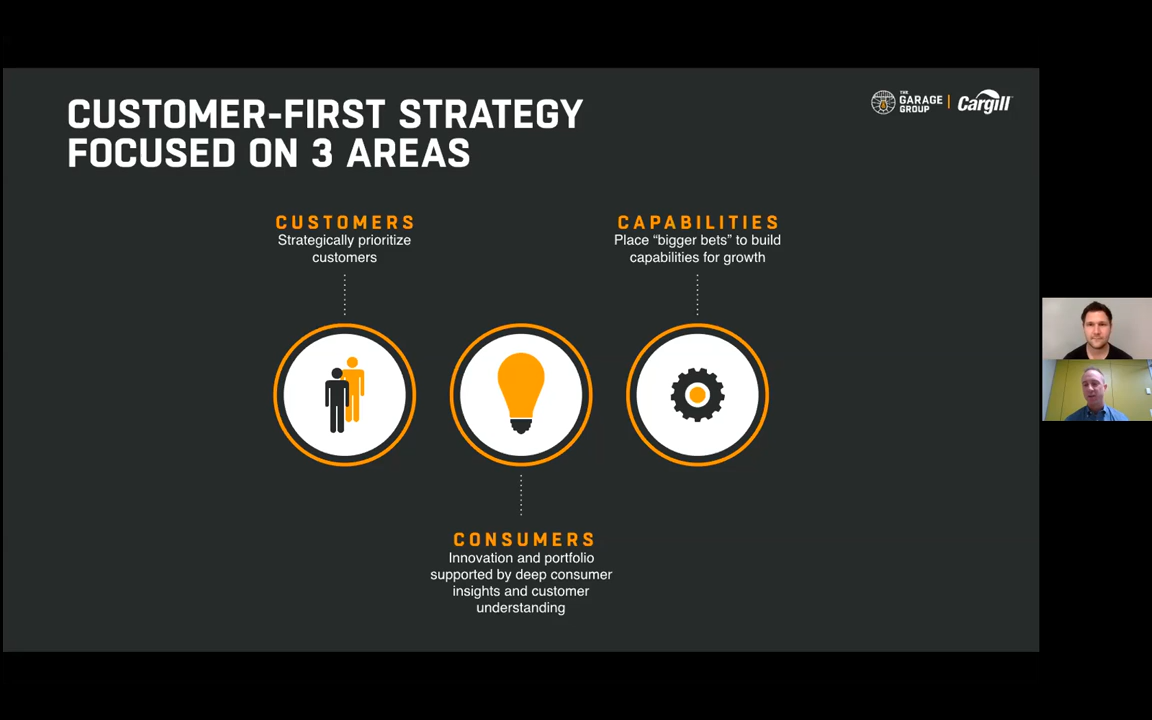 CUSTOMER-FIRST STRATEGY
FOCUSED ON 3 AREAS
THE
GARAGE
GROUP
Cargill
CUSTOMERS
Strategically prioritize
customers
CAPABILITIES
Place “bigger bets” to build
capabilities for growth
CONSUMERS
Innovation and portfolio
supported by deep consumer
insights and customer
understanding